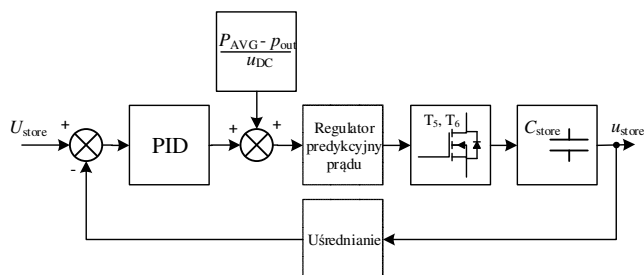 P_AVG - p_out
u_DC
U_store
+
-
PID
+
+
Regulator
predykcyjny
prądu
T_5, T_6
C_store
u_store
Uśrednianie